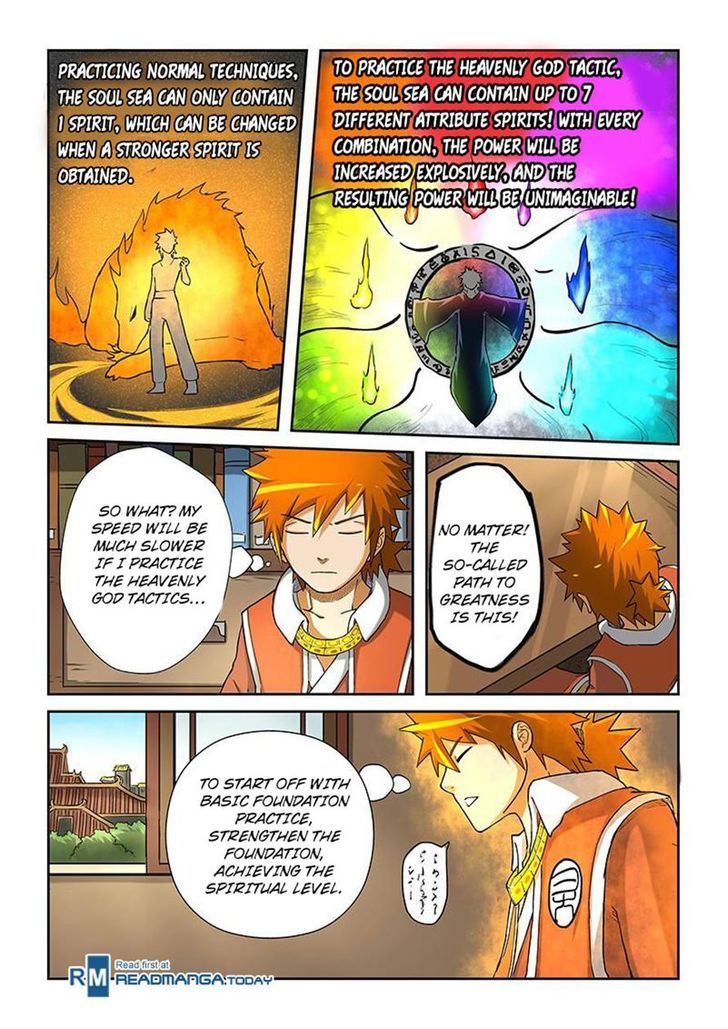 PRACTICING NORMAL TECHNIQUES,
THE SOUL SEA CAN ONLY CONTAIN
1 SPIRIT, WHICH CAN BE CHANGED
WHEN A STRONGER SPIRIT IS
OBTAINED.
TO PRACTICE THE HEAVENLY GOD TACTIC,
THE SOUL SEA CAN CONTAIN UP TO 7
DIFFERENT ATTRIBUTE SPIRITS! WITH EVERY
COMBINATION, THE POWER WILL BE
INCREASED EXPLOSIVELY, AND THE
RESULTING POWER WILL BE UNIMAGINABLE!
SO WHAT? MY
SPEED WILL BE
MUCH SLOWER
IF I PRACTICE
THE HEAVENLY
GOD TACTICS...
NO MATTER!
THE
SO-CALLED
PATH TO
GREATNESS
IS THIS!
TO START OFF WITH
BASIC FOUNDATION
PRACTICE,
STRENGTHEN THE
FOUNDATION,
ACHIEVING THE
SPIRITUAL LEVEL.
RM
Read first at
READMANGA.TODAY